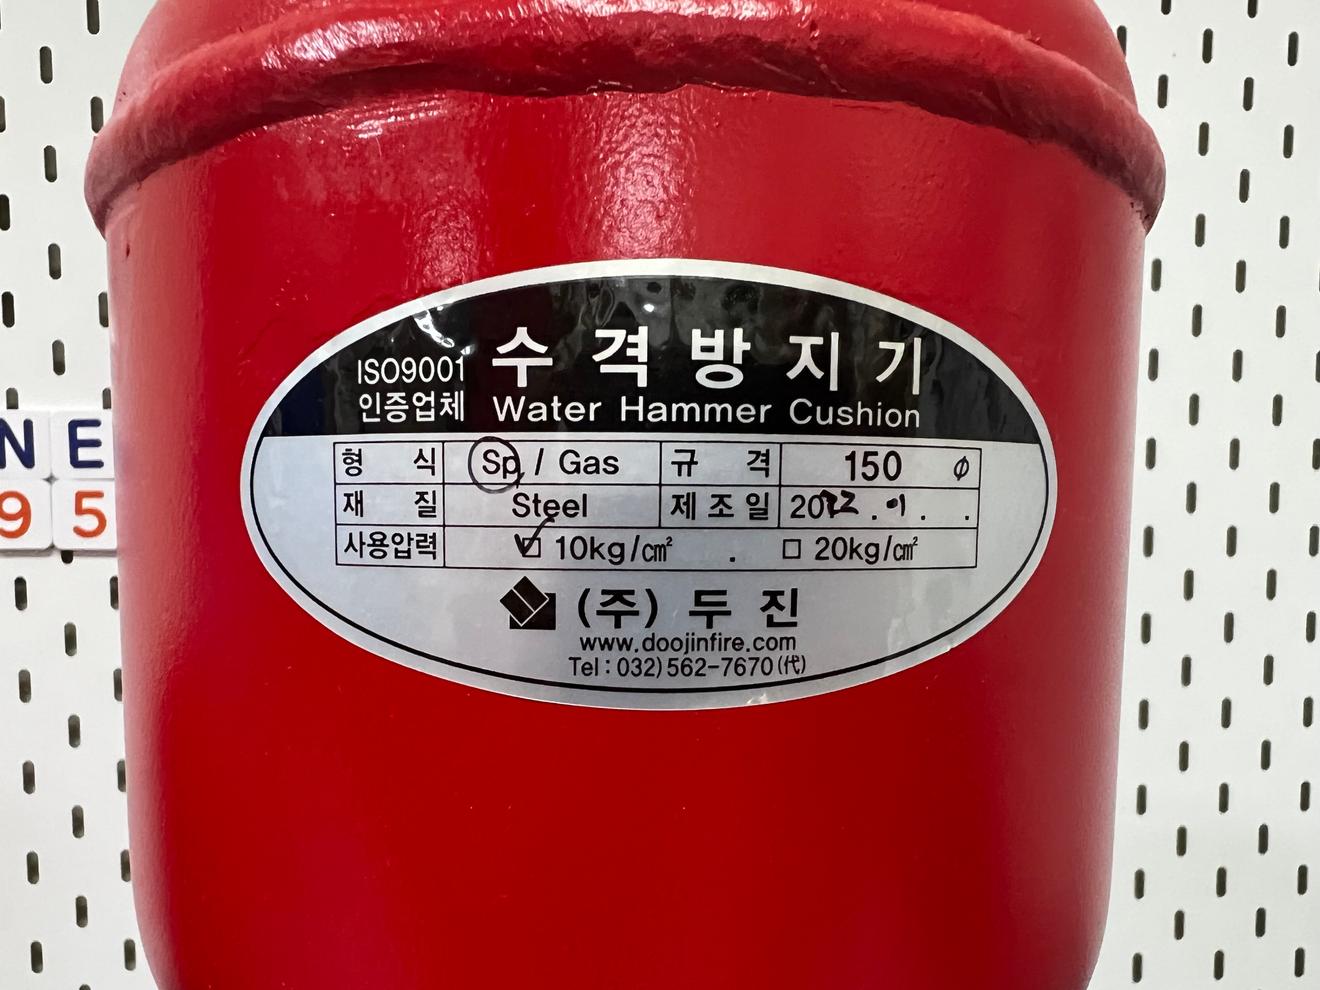 ISO9001 수격방지기
인증업체 Water Hammer Cushion
형 식 Sp / Gas 규 격 150 ϕ
재 질 Steel 제조일 2022 . 01 . .
사용압력 ☑ 10kg/㎠ . □ 20kg/㎠
(주) 두진
www.doojinfire.com
Tel : 032) 562-7670 (代)
NE
95